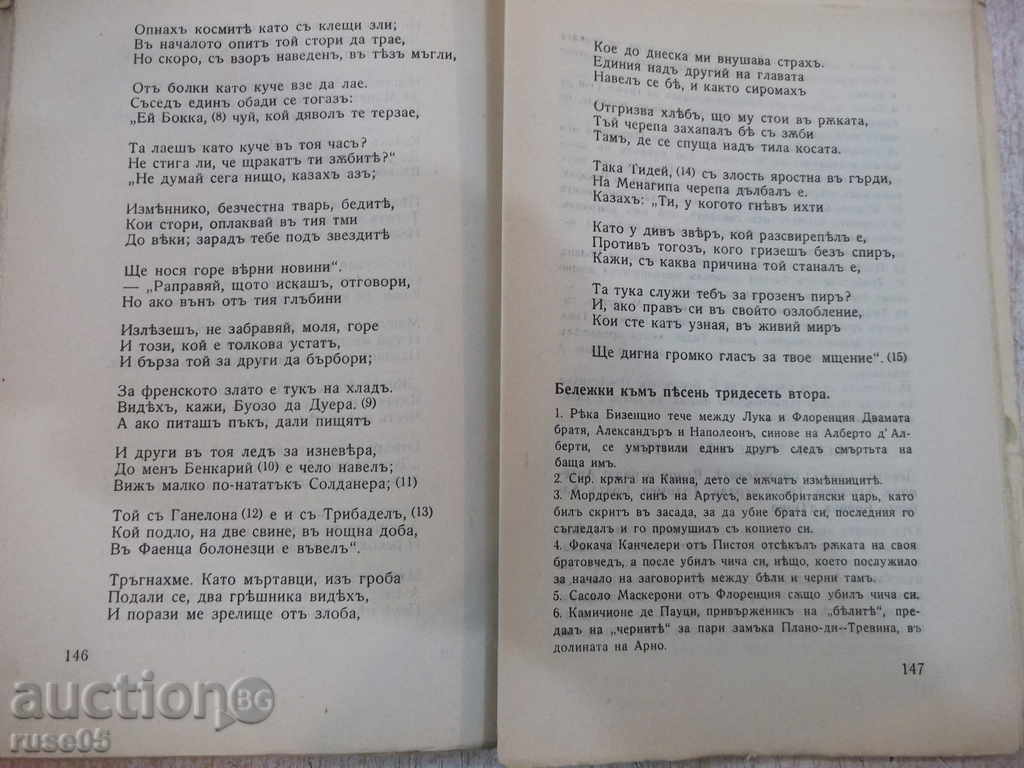 Опнахъ космитѣ като съ клещи зли;
Въ началото опитъ той стори да трае,
Но скоро, съ взоръ наведенъ, въ тѣзъ мъгли,
Отъ болки като куче взе да лае.
Съседъ единъ обади се тогазъ:
„Ей Бокка, (8) чуй, кой дяволъ те терзае,
Та лаешъ като куче въ тоя часъ?
Не стига ли, че щракатъ ти зѫбитѣ?“
„Не думай сега нищо, казахъ азъ;
Измѣннико, безчестна тварь, бедитѣ,
Кои стори, оплаквай въ тия тми
До вѣки; зарадъ тебе подъ звездитѣ
Ще нося горе вѣрни новини“.
— „Раправяй, щото искашъ, отговори,
Но ако вънъ отъ тия глъбини
Излѣзешъ, не забравяй, моля, горе
И този, кой е толкова устатъ,
И бърза той за други да бърбори;
За френското злато е тукъ на хладъ.
Видѣхъ, кажи, Буозо да Дуера. (9)
А ако питашъ пъкъ, дали пищятъ
И други въ тоя ледъ за изневѣра,
До менъ Бенкарий (10) е чело навелъ;
Вижъ малко по-нататъкъ Солданера; (11)
Той съ Ганелона (12) е и съ Трибаделъ, (13)
Кой подло, на две свине, въ нощна доба,
Въ Фаенца болонезци е въвелъ“.
Тръгнахме. Като мъртавци, изъ гроба
Подали се, два грѣшника видѣхъ,
И порази ме зрелище отъ злоба,
146
Кое до днеска ми внушава страхъ.
Единия надъ другий на главата
Навелъ се бѣ, и както сиромахъ
Отгризва хлѣбъ, що му стои въ рѫката,
Тъй черепа захапалъ бѣ съ зѫби
Тамъ, де се спуща надъ тила косата.
Така Тидей, (14) съ злость яростна въ гърди,
На Менагипа черепа дълбалъ е.
Казахъ: „Ти, у когото гнѣвъ ихти
Като у дивъ звѣръ, кой разсвирепѣлъ е,
Противъ тогозъ, кого гризешъ безъ спиръ,
Кажи, съ каква причина той станалъ е,
Та тука служи тебъ за грозенъ пиръ?
И, ако правъ си въ свойто озлобление,
Кои сте катъ узная, въ живий миръ
Ще дигна громко гласъ за твое мщение“. (15)
Бележки къмъ пѣсень тридесеть втора.
1. Рѣка Бизенцио тече между Лука и Флоренция Двамата
братя, Александъръ и Наполеонъ, синове на Алберто д' Ал-
берти, се умъртвили единъ другъ следъ смъртьта на
баща имъ.
2. Сир. крѫга на Каина, дето се мѫчатъ измѣнницитѣ.
3. Мордрекъ, синъ на Артусъ, векикобритански царь, като
билъ скритъ въ засада, за да убие брата си, последния го
съгледалъ и го промушилъ съ копието си.
4. Фокача Канчелери отъ Пистоя отсѣкълъ рѫката на своя
братовчедъ, а после убилъ чича си, нѣщо, което послужило
за начало на заговоритѣ между бѣли и черни тамъ.
5. Сасоло Маскерони отъ Флоренция сѫщо убилъ чича си.
6. Камичионе де Пауци, привърженикъ на „бѣлитѣ“, пре-
далъ на „чернитѣ“ за пари замъка Плано-ди--Тревина, въ
долината на Арно.
147
auction BG
ruse05